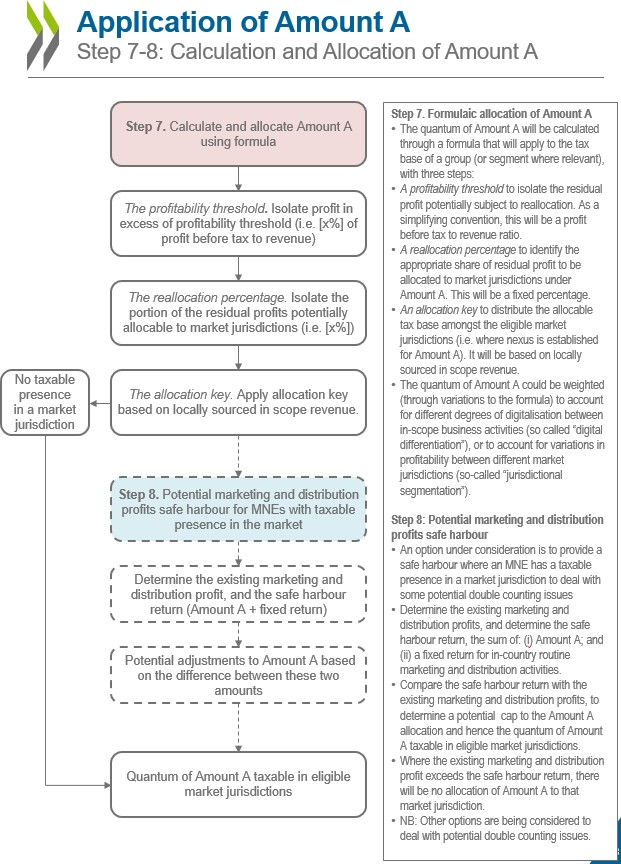 Application of Amount A
Step 7-8: Calculation and Allocation of Amount A
Step 7. Calculate and allocate Amount A
using formula
The profitability threshold. Isolate profit in
excess of profitability threshold (i.e. [x%] of
profit before tax to revenue)
The reallocation percentage. Isolate the
portion of the residual profits potentially
allocable to market jurisdictions (i.e. [x%])
No taxable
presence
in a market
jurisdiction
The allocation key. Apply allocation key
based on locally sourced in scope revenue.
Step 8. Potential marketing and distribution
profits safe harbour for MNEs with taxable
presence in the market
Determine the existing marketing and
distribution profit, and the safe harbour
return (Amount A + fixed return)
Potential adjustments to Amount A based
on the difference between these two
amounts
Quantum of Amount A taxable in eligible
market jurisdictions
Step 7. Formulaic allocation of Amount A
• The quantum of Amount A will be calculated
through a formula that will apply to the tax
base of a group (or segment where relevant),
with three steps:
• A profitability threshold to isolate the residual
profit potentially subject to reallocation. As a
simplifying convention, this will be a profit
before tax to revenue ratio.
• A reallocation percentage to identify the
appropriate share of residual profit to be
allocated to market jurisdictions under
Amount A. This will be a fixed percentage.
• An allocation key to distribute the allocable
tax base amongst the eligible market
jurisdictions (i.e. where nexus is established
for Amount A). It will be based on locally
sourced in scope revenue.
• The quantum of Amount A could be weighted
(through variations to the formula) to account
for different degrees of digitalisation between
in-scope business activities (so called “digital
differentiation”), or to account for variations in
profitability between different market
jurisdictions (so-called “jurisdictional
segmentation”).
Step 8: Potential marketing and distribution
profits safe harbour
• An option under consideration is to provide a
safe harbour where an MNE has a taxable
presence in a market jurisdiction to deal with
some potential double counting issues
• Determine the existing marketing and
distribution profits, and determine the safe
harbour return, the sum of: (i) Amount A; and
(ii) a fixed return for in-country routine
marketing and distribution activities.
• Compare the safe harbour return with the
existing marketing and distribution profits, to
determine a potential cap to the Amount A
allocation and hence the quantum of Amount
A taxable in eligible market jurisdictions.
• Where the existing marketing and distribution
profit exceeds the safe harbour return, there
will be no allocation of Amount A to that
market jurisdiction.
• NB: Other options are being considered to
deal with potential double counting issues.